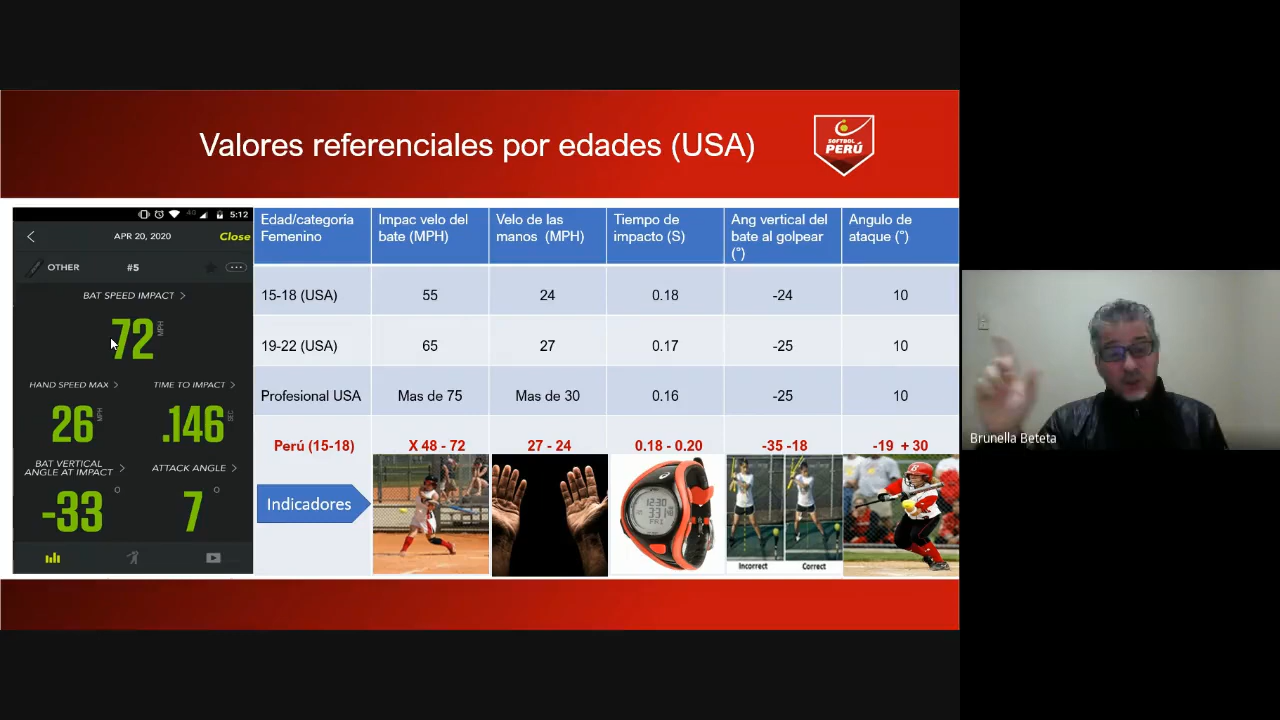 Valores referenciales por edades (USA)
SOFTBOL
PERÚ
4G
5:12
APR 20, 2020
Close
OTHER
#5
BAT SPEED IMPACT
72
MPH
HAND SPEED MAX
TIME TO IMPACT
26
MPH
.146
SEC
BAT VERTICAL
ANGLE AT IMPACT
ATTACK ANGLE
-33
7
Edad/categoría
Femenino
Impac velo del
bate (MPH)
Velo de las
manos (MPH)
Tiempo de
impacto (S)
Ang vertical del
bate al golpear
(°)
Angulo de
ataque (°)
15-18 (USA) 55 24 0.18 -24 10
19-22 (USA) 65 27 0.17 -25 10
Profesional USA Mas de 75 Mas de 30 0.16 -25 10
Perú (15-18) X 48 - 72 27 - 24 0.18 - 0.20 -35 -18 -19 + 30
Indicadores
Incorrect
Correct
Brunella Beteta